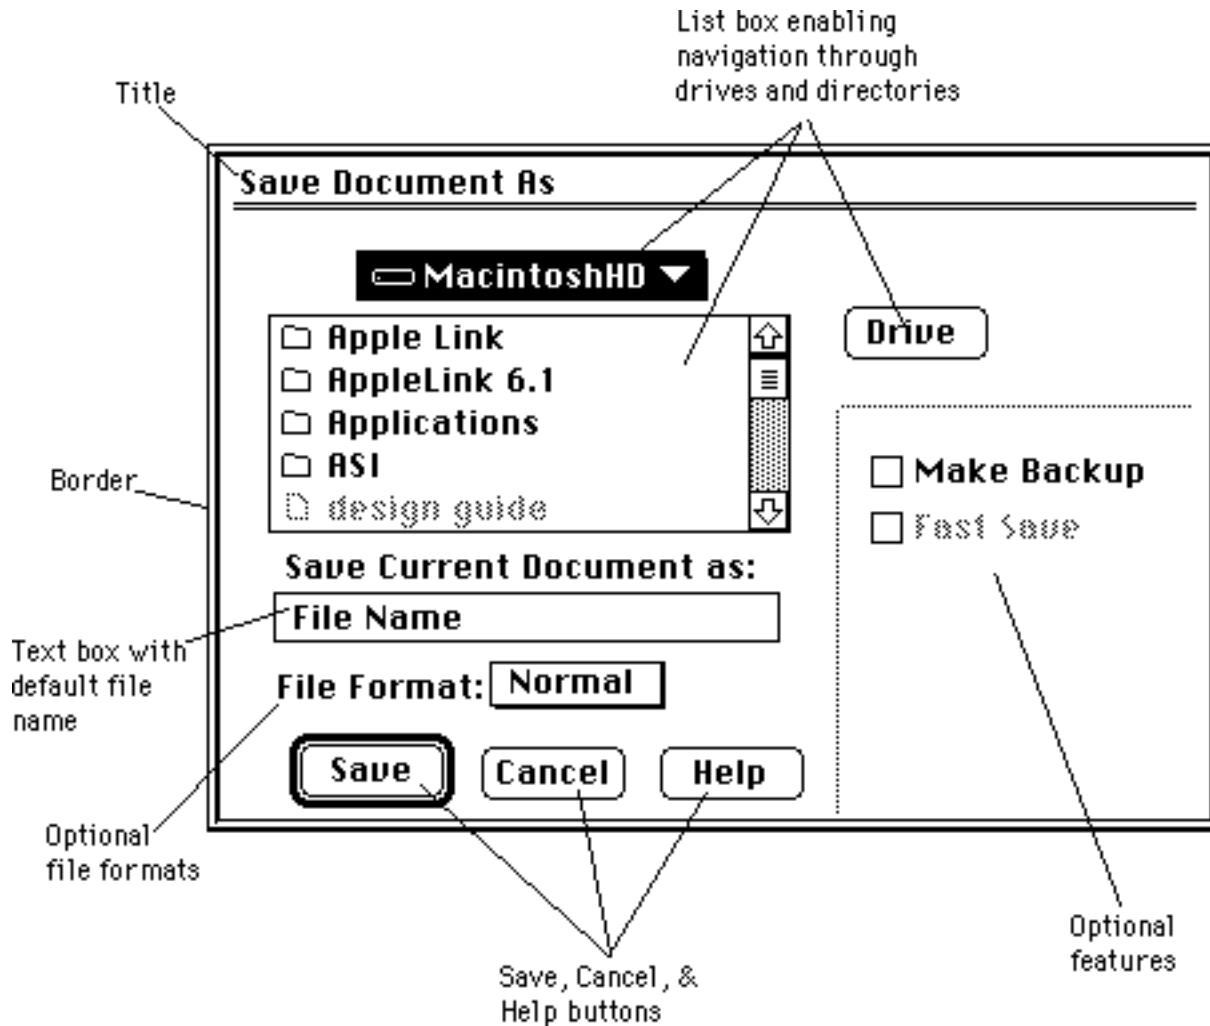 List box enabling
navigation through
drives and directories
Title
Save Document As
MacintoshHD
Apple Link
AppleLink 6.1
Applications
ASI
design guide
Drive
Make Backup
Fast Save
Border
Save Current Document as:
File Name
Text box with
default file
name
File Format: Normal
Save Cancel Help
Optional
file formats
Optional
features
Save, Cancel, &
Help buttons